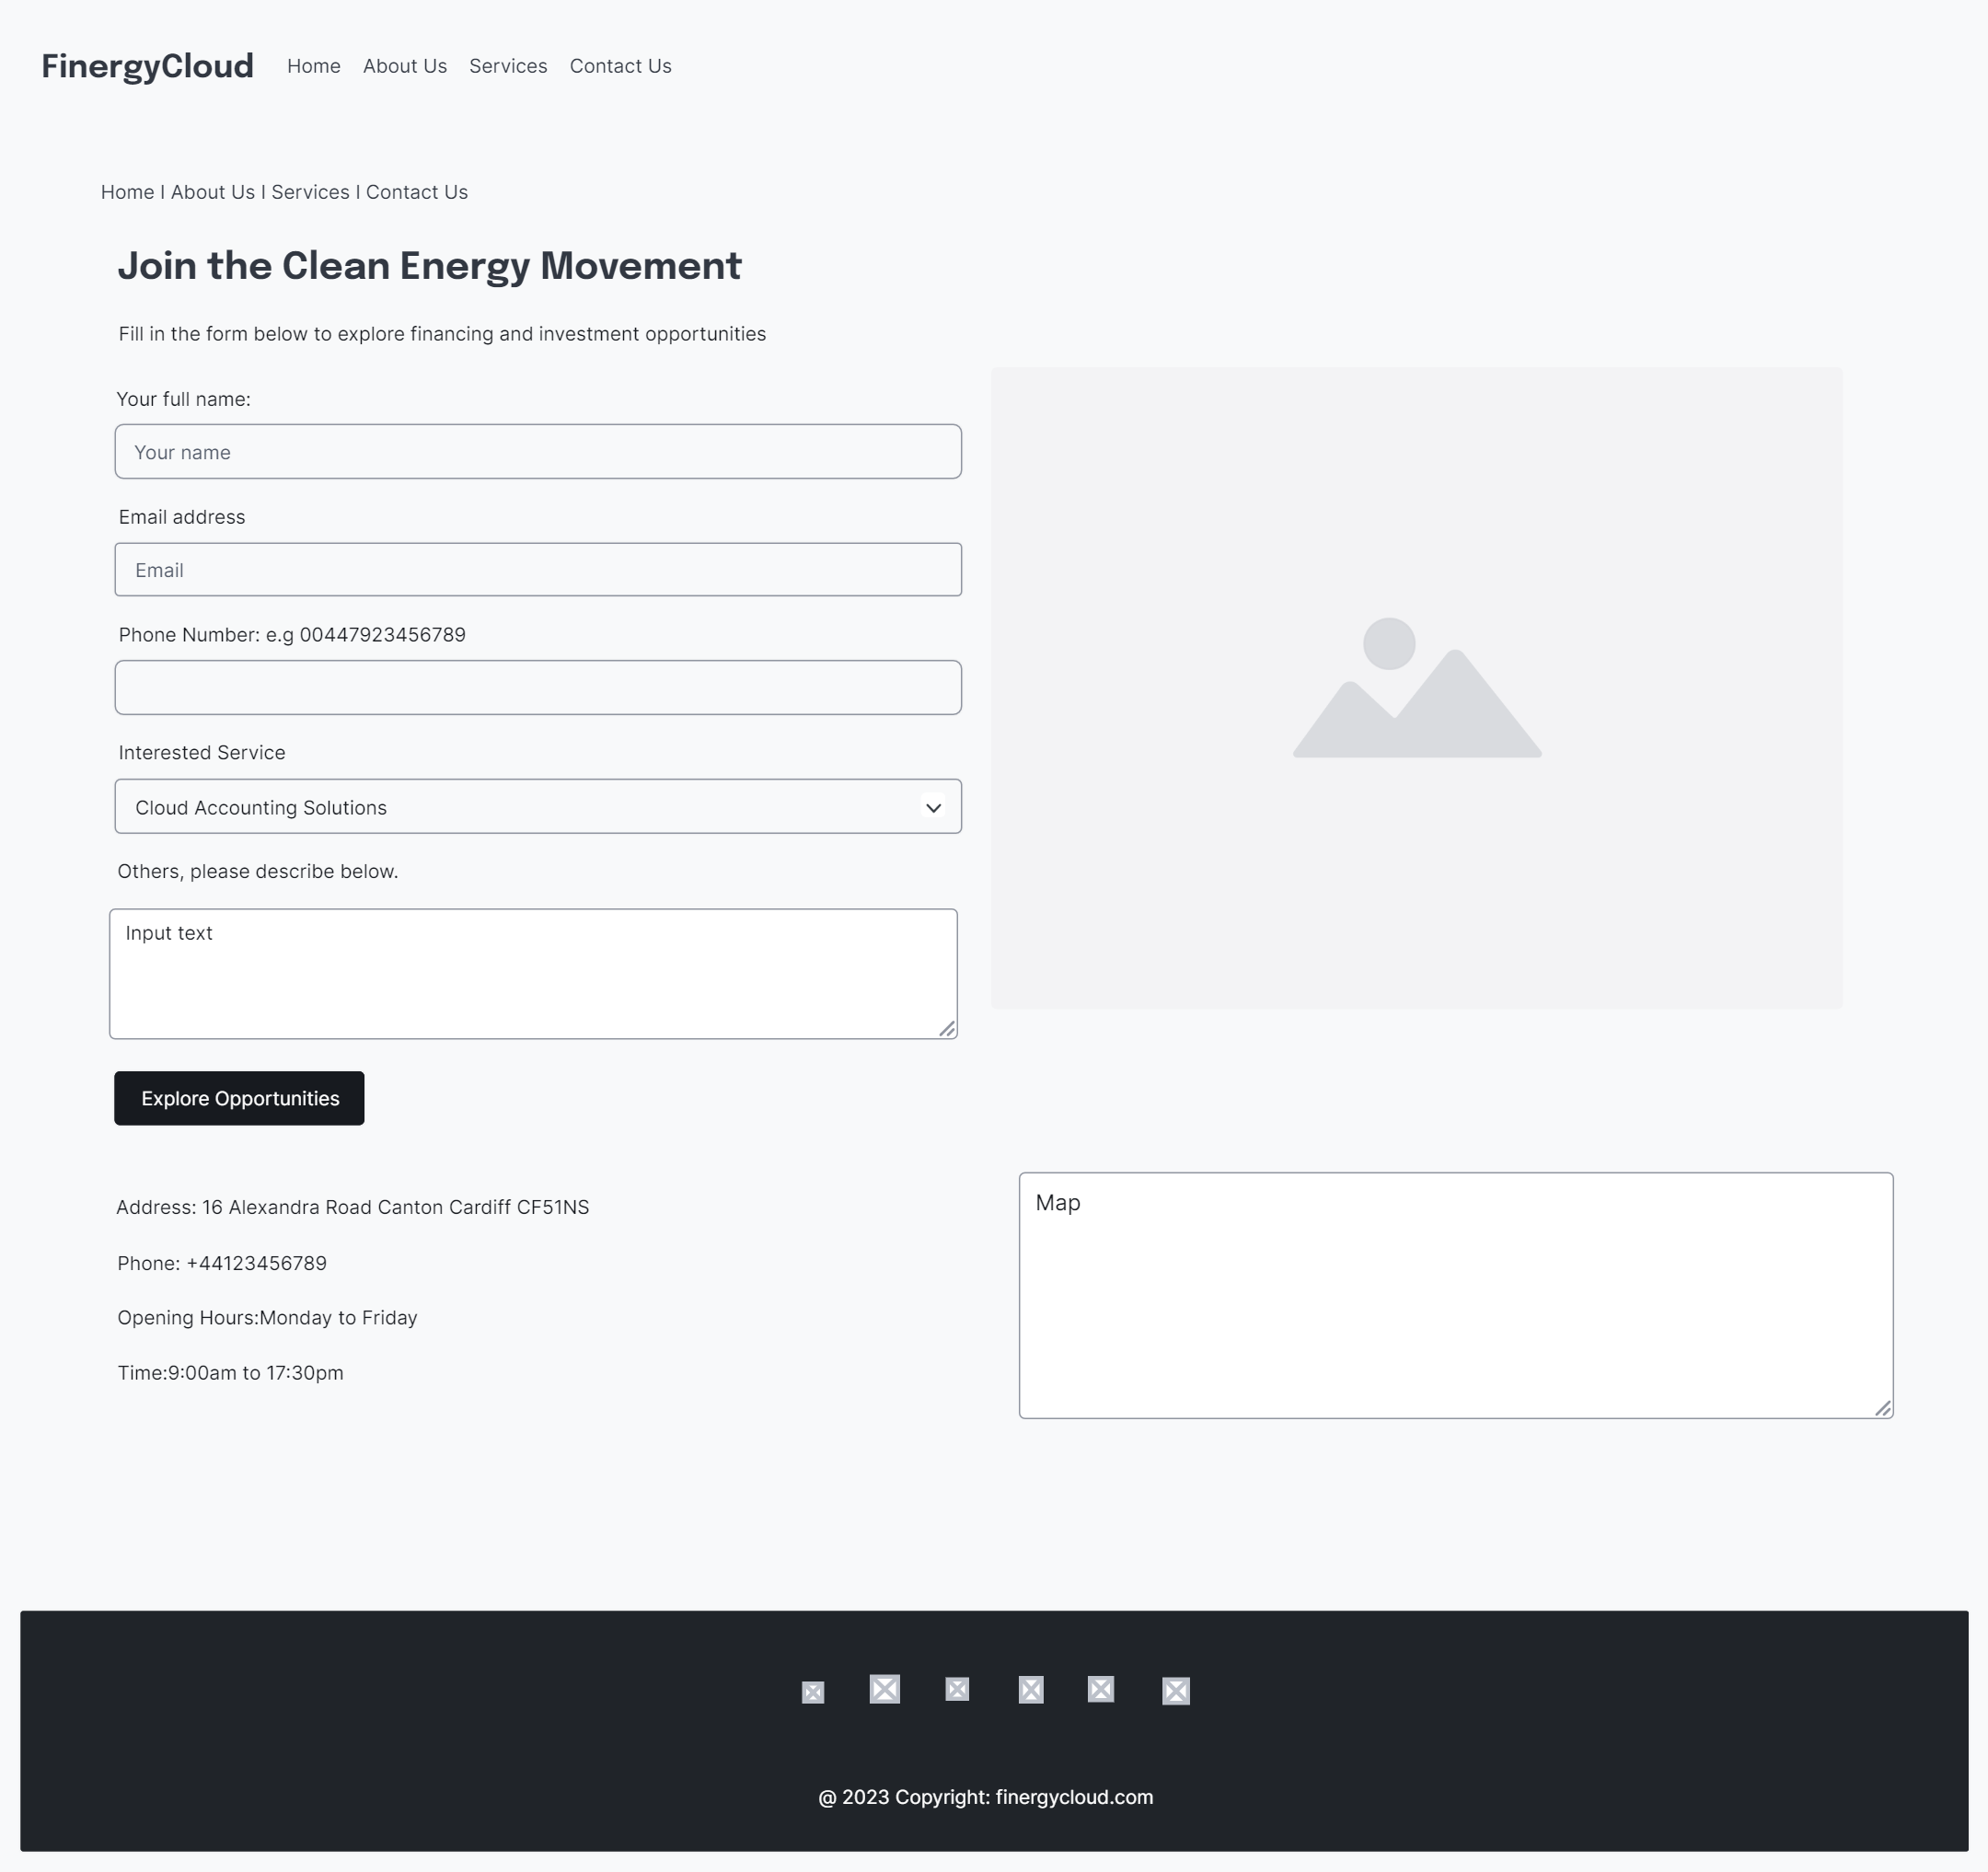 FinergyCloud Home About Us Services Contact Us
Home I About Us I Services I Contact Us
Join the Clean Energy Movement
Fill in the form below to explore financing and investment opportunities
Your full name:
Your name
Email address
Email
Phone Number: e.g 00447923456789
Interested Service
Cloud Accounting Solutions
Others, please describe below.
Input text
Explore Opportunities
Address: 16 Alexandra Road Canton Cardiff CF51NS
Phone: +44123456789
Opening Hours:Monday to Friday
Time:9:00am to 17:30pm
Map
@ 2023 Copyright: finergycloud.com